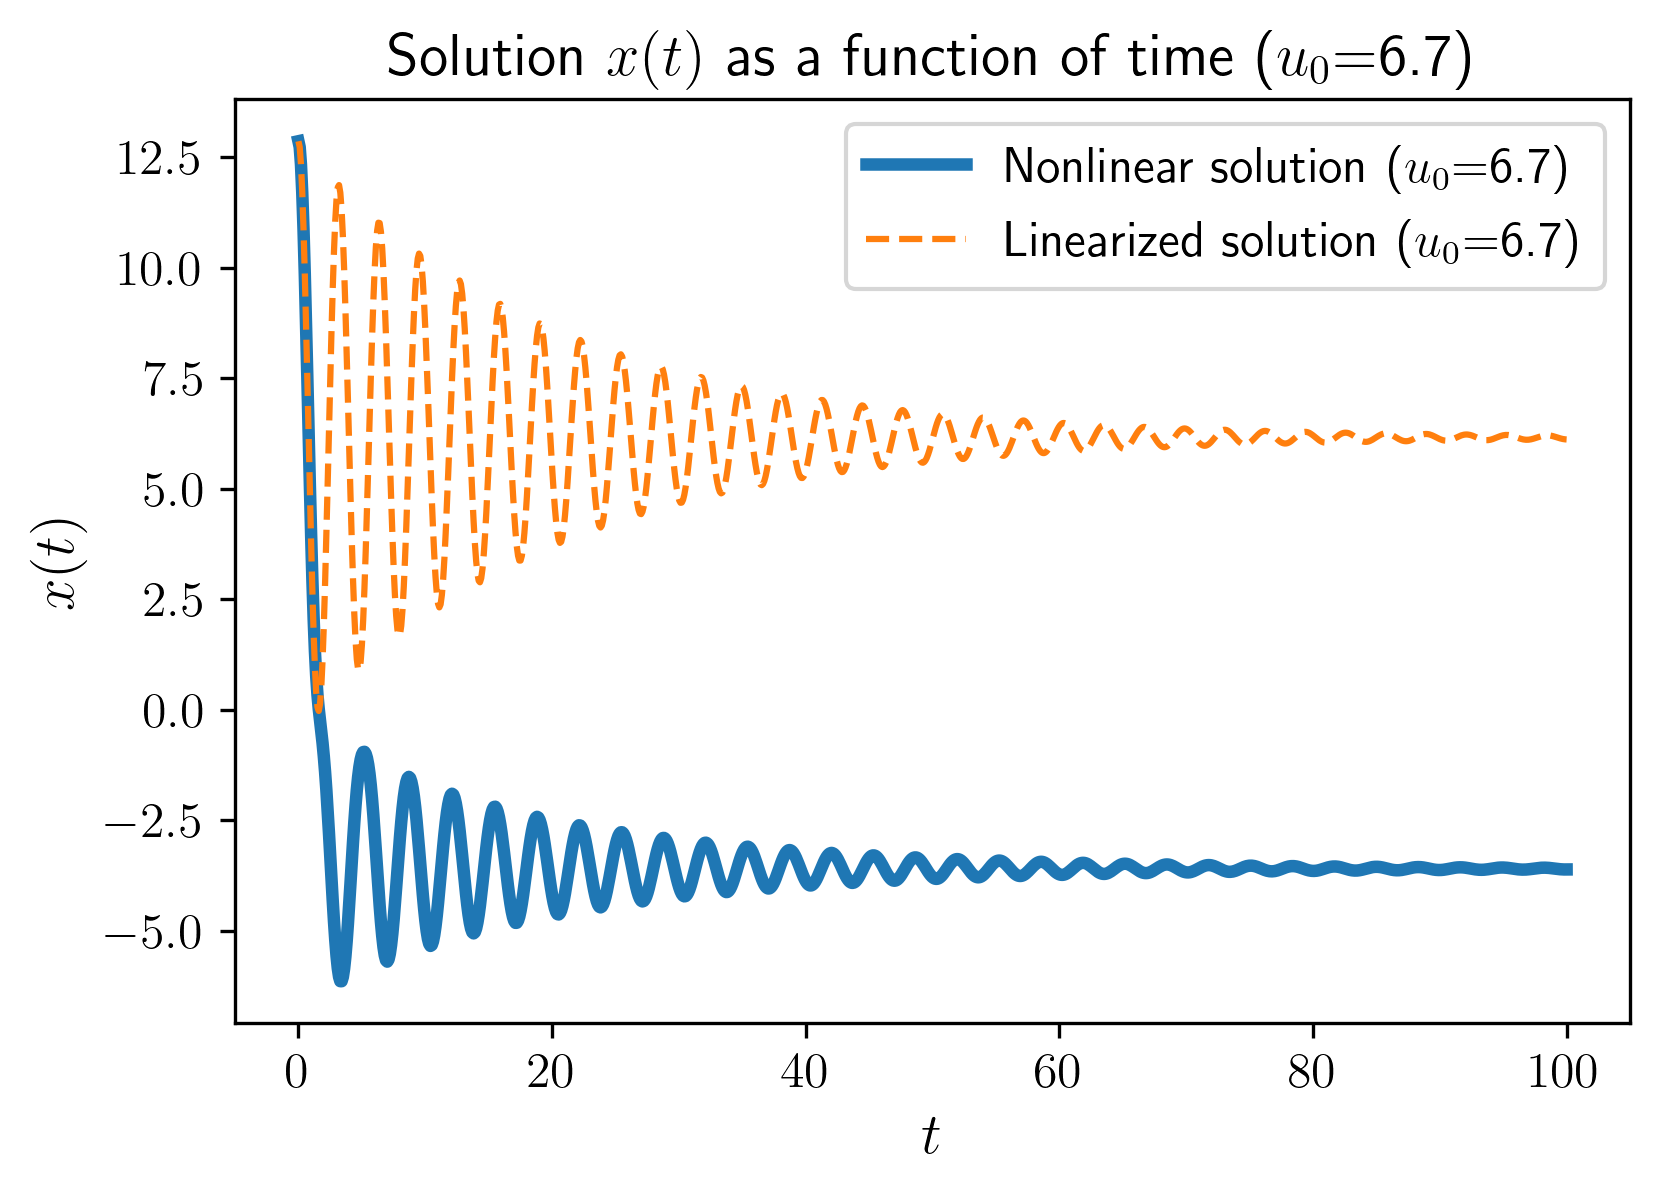 Solution x(t) as a function of time (u₀=6.7)
Nonlinear solution (u₀=6.7)
Linearized solution (u₀=6.7)
12.5
10.0
7.5
5.0
2.5
0.0
−2.5
−5.0
x(t)
0 20 40 60 80 100
t